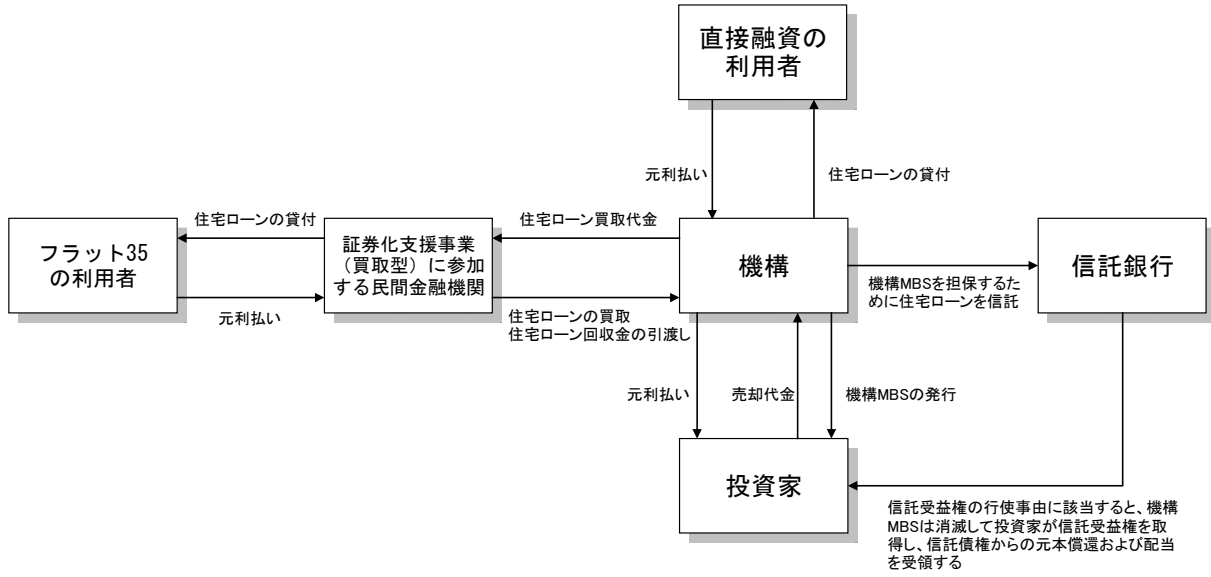 直接融資の
利用者
元利払い
住宅ローンの貸付
住宅ローンの貸付
住宅ローン買取代金
フラット35
の利用者
証券化支援事業
（買取型）に参加
する民間金融機関
機構
信託銀行
機構MBSを担保するた
めに住宅ローンを信託
元利払い
住宅ローンの買取
住宅ローン回収金の引渡し
元利払い
売却代金
機構MBSの発行
投資家
信託受益権の行使事由に該当すると、機構
MBSは消滅して投資家が信託受益権を取
得し、信託債権からの元本償還および配当
を受領する